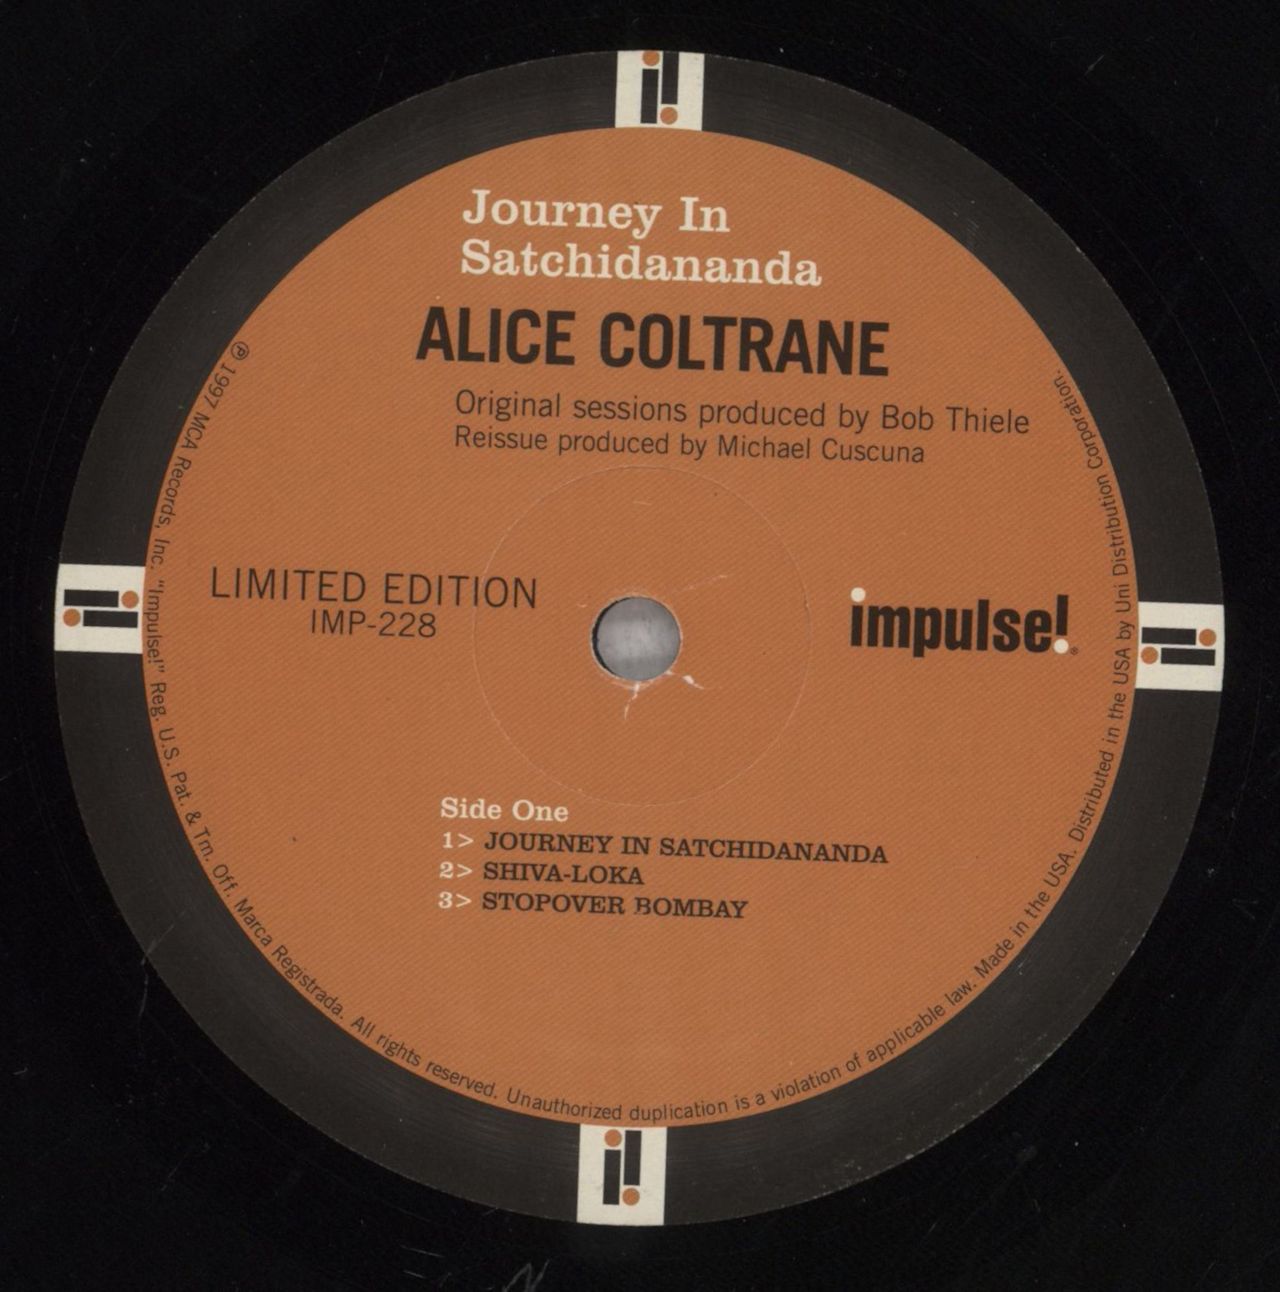 Journey In
Satchidananda
ALICE COLTRANE
Original sessions produced by Bob Thiele
Reissue produced by Michael Cuscuna
LIMITED EDITION
IMP-228
impulse!®
Side One
1> JOURNEY IN SATCHIDANANDA
2> SHIVA-LOKA
3> STOPOVER BOMBAY
℗ 1997 MCA Records, Inc. "Impulse!" Reg. U.S. Pat. & Tm. Off. Marca Registrada. All rights reserved. Unauthorized duplication is a violation of applicable law. Made in the USA. Distributed in the USA by Uni Distribution Corporation.